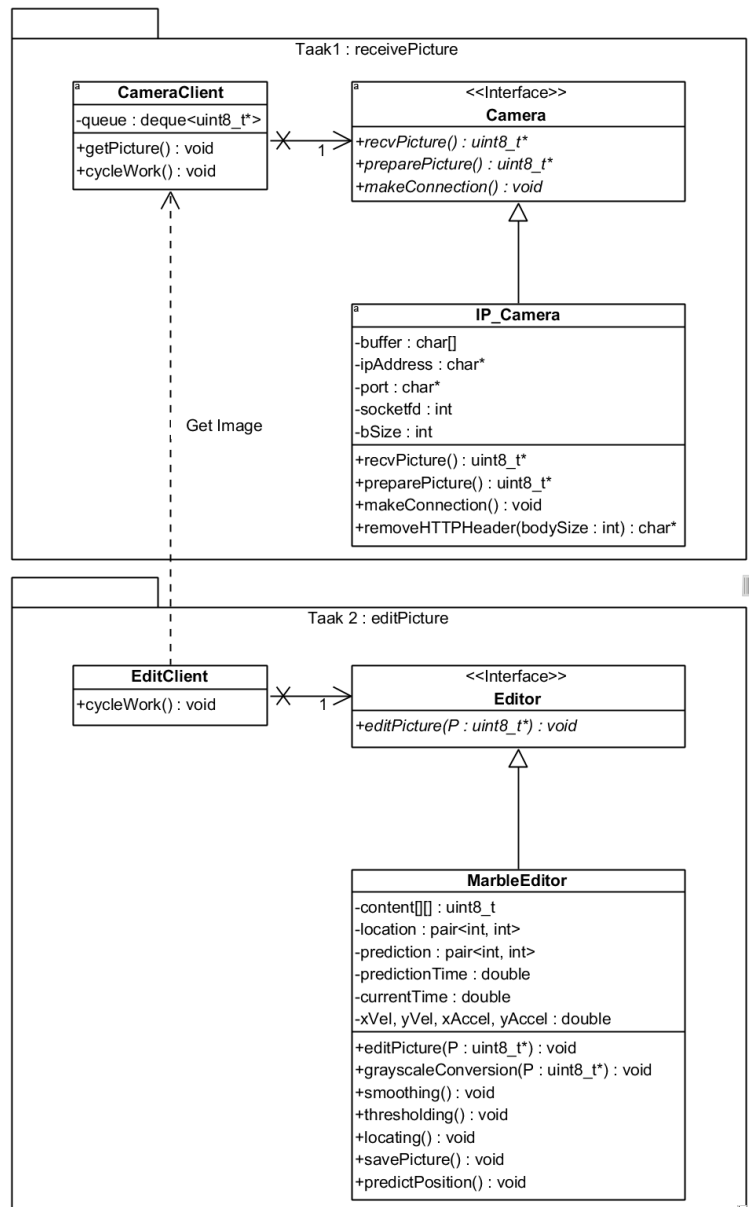 Taak1 : receivePicture
a
CameraClient
-queue : deque<uint8_t*>
+getPicture() : void
+cycleWork() : void
1
a
<<Interface>>
Camera
+recvPicture() : uint8_t*
+preparePicture() : uint8_t*
+makeConnection() : void
a
IP_Camera
-buffer : char[]
-ipAddress : char*
-port : char*
-socketfd : int
-bSize : int
+recvPicture() : uint8_t*
+preparePicture() : uint8_t*
+makeConnection() : void
+removeHTTPHeader(bodySize : int) : char*
Get Image
Taak 2 : editPicture
EditClient
+cycleWork() : void
1
<<Interface>>
Editor
+editPicture(P : uint8_t*) : void
MarbleEditor
-content[][] : uint8_t
-location : pair<int, int>
-prediction : pair<int, int>
-predictionTime : double
-currentTime : double
-xVel, yVel, xAccel, yAccel : double
+editPicture(P : uint8_t*) : void
+grayscaleConversion(P : uint8_t*) : void
+smoothing() : void
+thresholding() : void
+locating() : void
+savePicture() : void
+predictPosition() : void